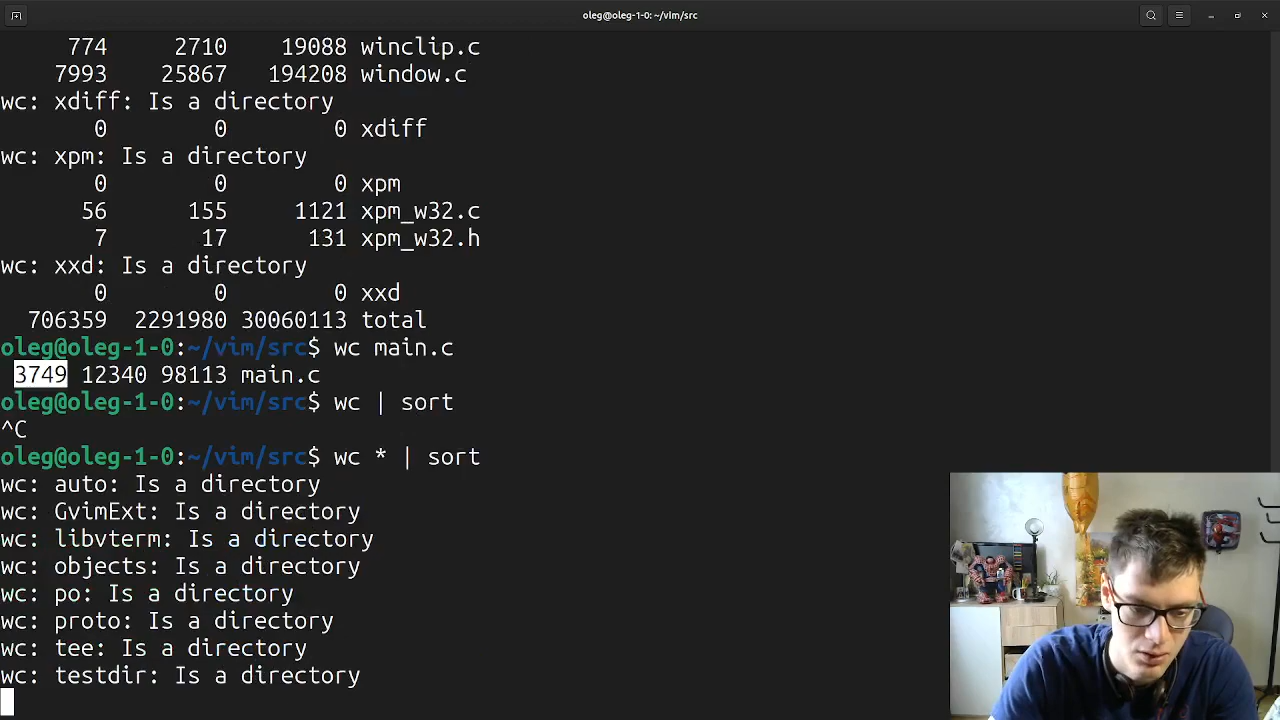 oleg@oleg-1-0: ~/vim/src
774 2710 19088 winclip.c
7993 25867 194208 window.c
wc: xdiff: Is a directory
0 0 0 xdiff
wc: xpm: Is a directory
0 0 0 xpm
56 155 1121 xpm_w32.c
7 17 131 xpm_w32.h
wc: xxd: Is a directory
0 0 0 xxd
706359 2291980 30060113 total
oleg@oleg-1-0:~/vim/src$ wc main.c
3749 12340 98113 main.c
oleg@oleg-1-0:~/vim/src$ wc | sort
^C
oleg@oleg-1-0:~/vim/src$ wc * | sort
wc: auto: Is a directory
wc: GvimExt: Is a directory
wc: libvterm: Is a directory
wc: objects: Is a directory
wc: po: Is a directory
wc: proto: Is a directory
wc: tee: Is a directory
wc: testdir: Is a directory